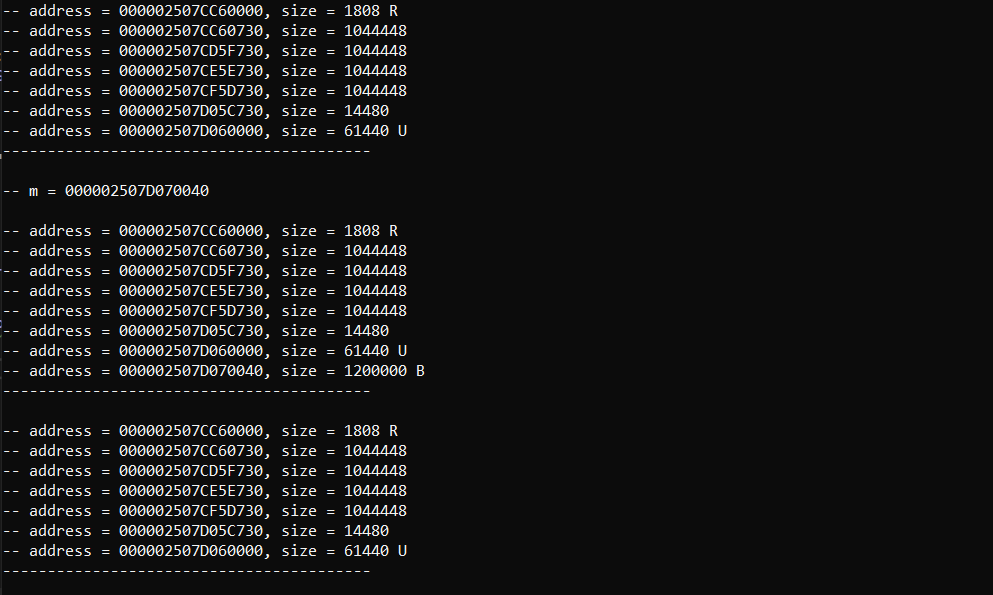 -- address = 000002507CC60000, size = 1808 R
-- address = 000002507CC60730, size = 1044448
-- address = 000002507CD5F730, size = 1044448
-- address = 000002507CE5E730, size = 1044448
-- address = 000002507CF5D730, size = 1044448
-- address = 000002507D05C730, size = 14480
-- address = 000002507D060000, size = 61440 U
-----------------------------------------
-- m = 000002507D070040
-- address = 000002507CC60000, size = 1808 R
-- address = 000002507CC60730, size = 1044448
-- address = 000002507CD5F730, size = 1044448
-- address = 000002507CE5E730, size = 1044448
-- address = 000002507CF5D730, size = 1044448
-- address = 000002507D05C730, size = 14480
-- address = 000002507D060000, size = 61440 U
-- address = 000002507D070040, size = 1200000 B
-----------------------------------------
-- address = 000002507CC60000, size = 1808 R
-- address = 000002507CC60730, size = 1044448
-- address = 000002507CD5F730, size = 1044448
-- address = 000002507CE5E730, size = 1044448
-- address = 000002507CF5D730, size = 1044448
-- address = 000002507D05C730, size = 14480
-- address = 000002507D060000, size = 61440 U
-----------------------------------------